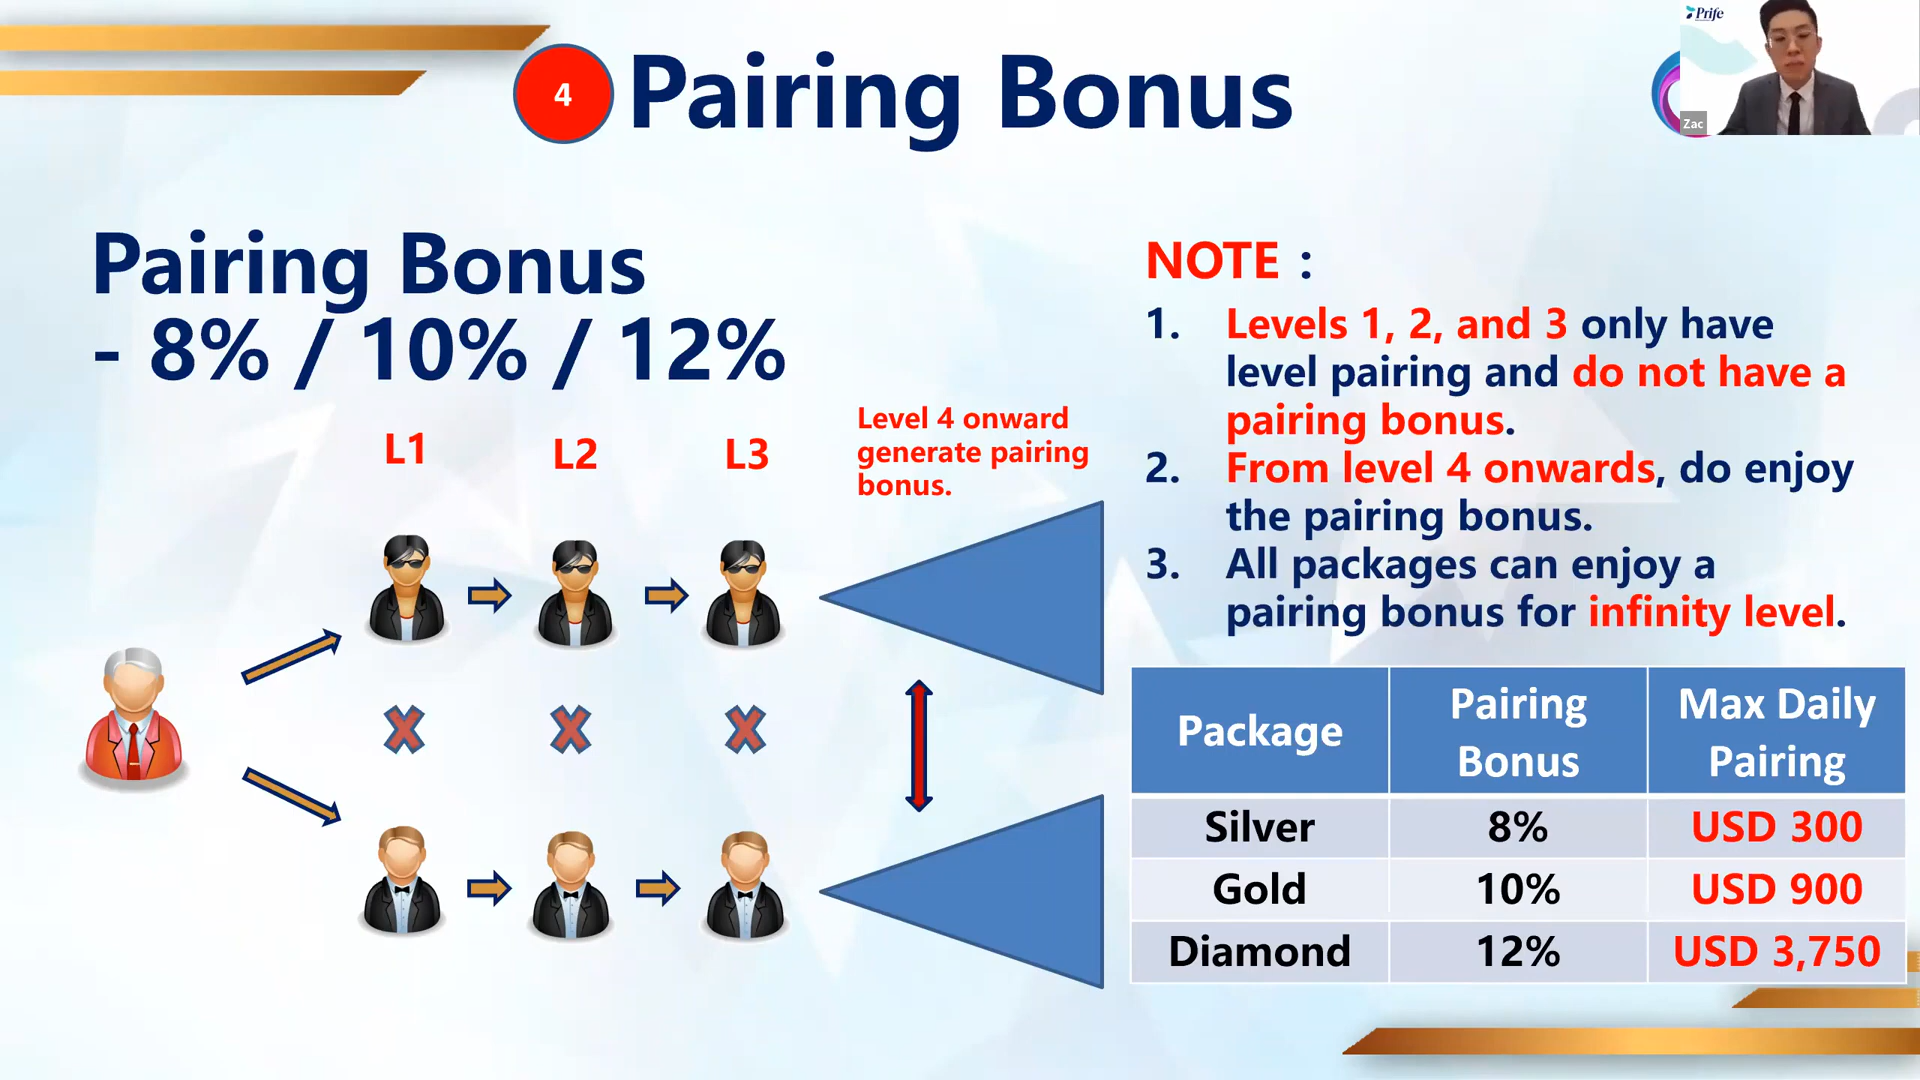 Prife
Zac
4
Pairing Bonus
Pairing Bonus
- 8% / 10% / 12%
L1
L2
L3
Level 4 onward
generate pairing
bonus.
NOTE :
1. Levels 1, 2, and 3 only have
level pairing and do not have a
pairing bonus.
2. From level 4 onwards, do enjoy
the pairing bonus.
3. All packages can enjoy a
pairing bonus for infinity level.
Package Pairing Bonus Max Daily Pairing
Silver 8% USD 300
Gold 10% USD 900
Diamond 12% USD 3,750